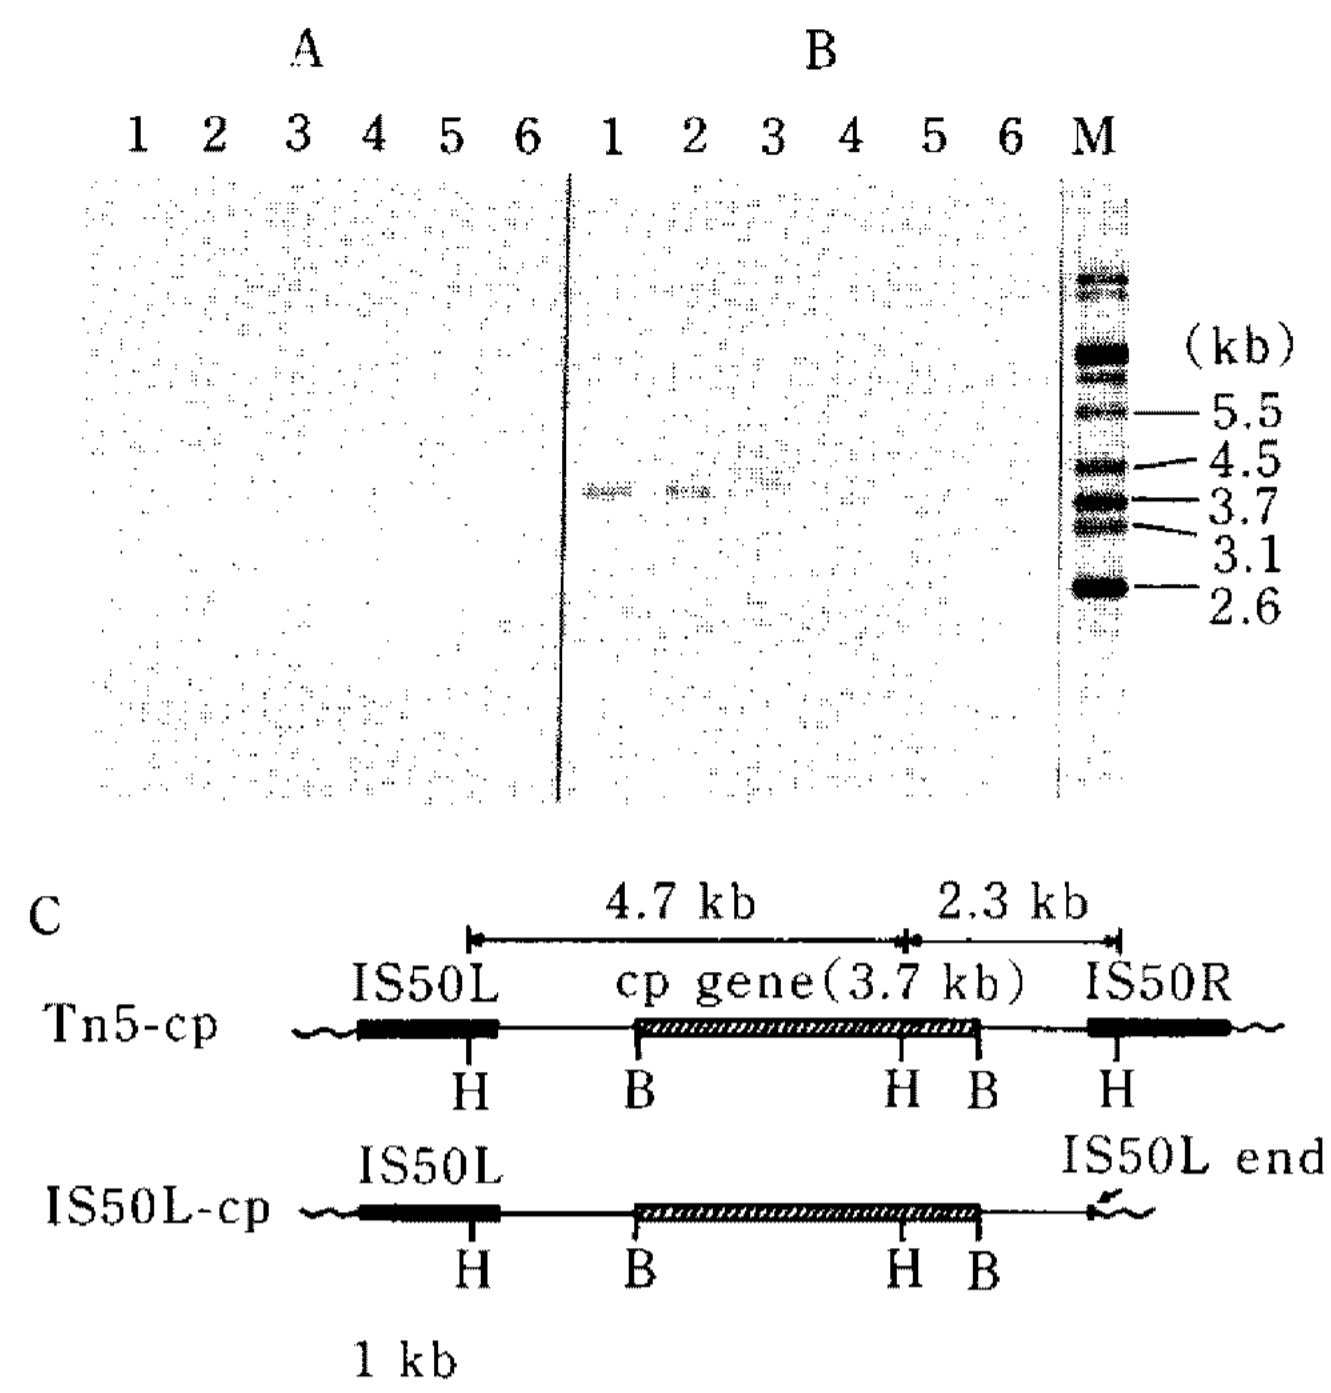 A B
1 2 3 4 5 6 1 2 3 4 5 6 M
(kb)
5.5
4.5
3.7
3.1
2.6
C
4.7 kb 2.3 kb
IS50L cp gene(3.7 kb) IS50R
Tn5-cp
H B H B H
IS50L IS50L end
IS50L-cp
H B H B
1 kb